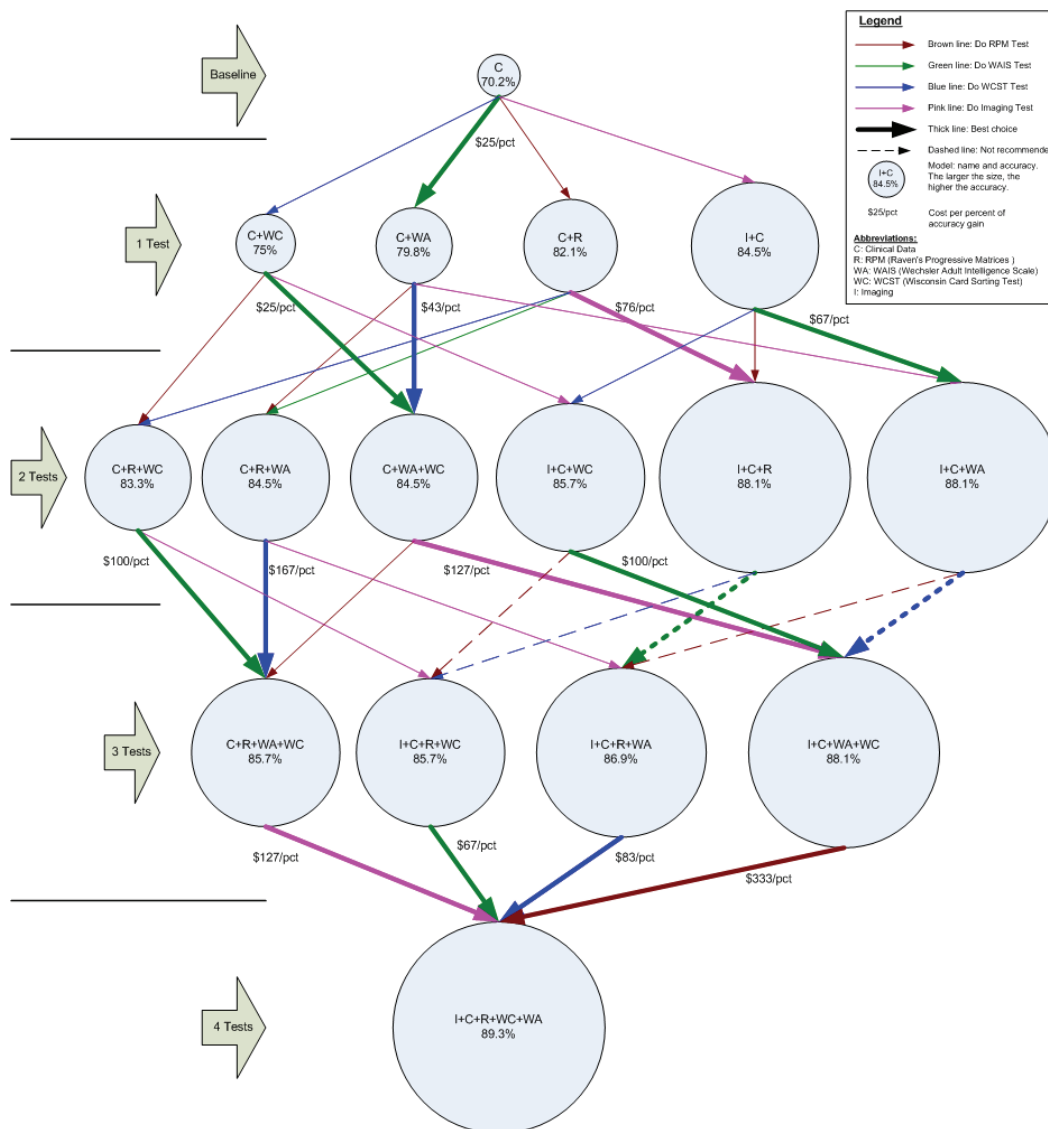 Legend
Brown line: Do RPM Test
Green line: Do WAIS Test
Blue line: Do WCST Test
Pink line: Do Imaging Test
Thick line: Best choice
Dashed line: Not recommende
I+C
84.5%
Model: name and accuracy.
The larger the size, the
higher the accuracy.
$25/pct
Cost per percent of
accuracy gain
Abbreviations:
C: Clinical Data
R: RPM (Raven's Progressive Matrices )
WA: WAIS (Wechsler Adult Intelligence Scale)
WC: WCST (Wisconsin Card Sorting Test)
I: Imaging
Baseline
C
70.2%
$25/pct
1 Test
C+WC
75%
C+WA
79.8%
C+R
82.1%
I+C
84.5%
$25/pct
$43/pct
$76/pct
$67/pct
2 Tests
C+R+WC
83.3%
C+R+WA
84.5%
C+WA+WC
84.5%
I+C+WC
85.7%
I+C+R
88.1%
I+C+WA
88.1%
$100/pct
$167/pct
$127/pct
$100/pct
3 Tests
C+R+WA+WC
85.7%
I+C+R+WC
85.7%
I+C+R+WA
86.9%
I+C+WA+WC
88.1%
$127/pct
$67/pct
$83/pct
$333/pct
4 Tests
I+C+R+WC+WA
89.3%